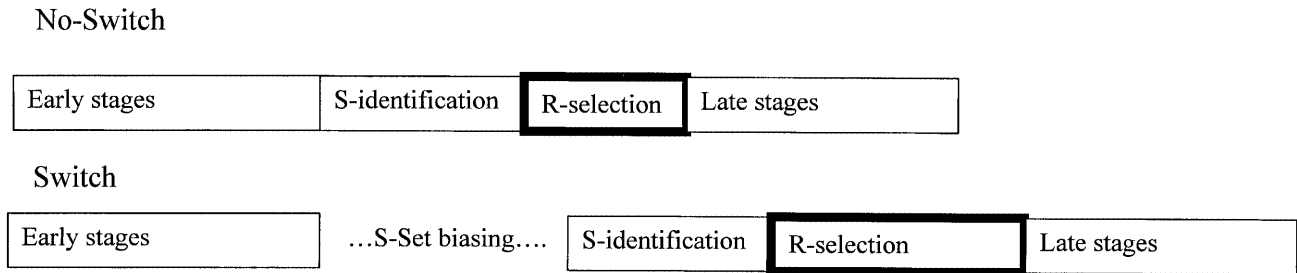 No-Switch
Early stages S-identification R-selection Late stages
Switch
Early stages ...S-Set biasing.... S-identification R-selection Late stages